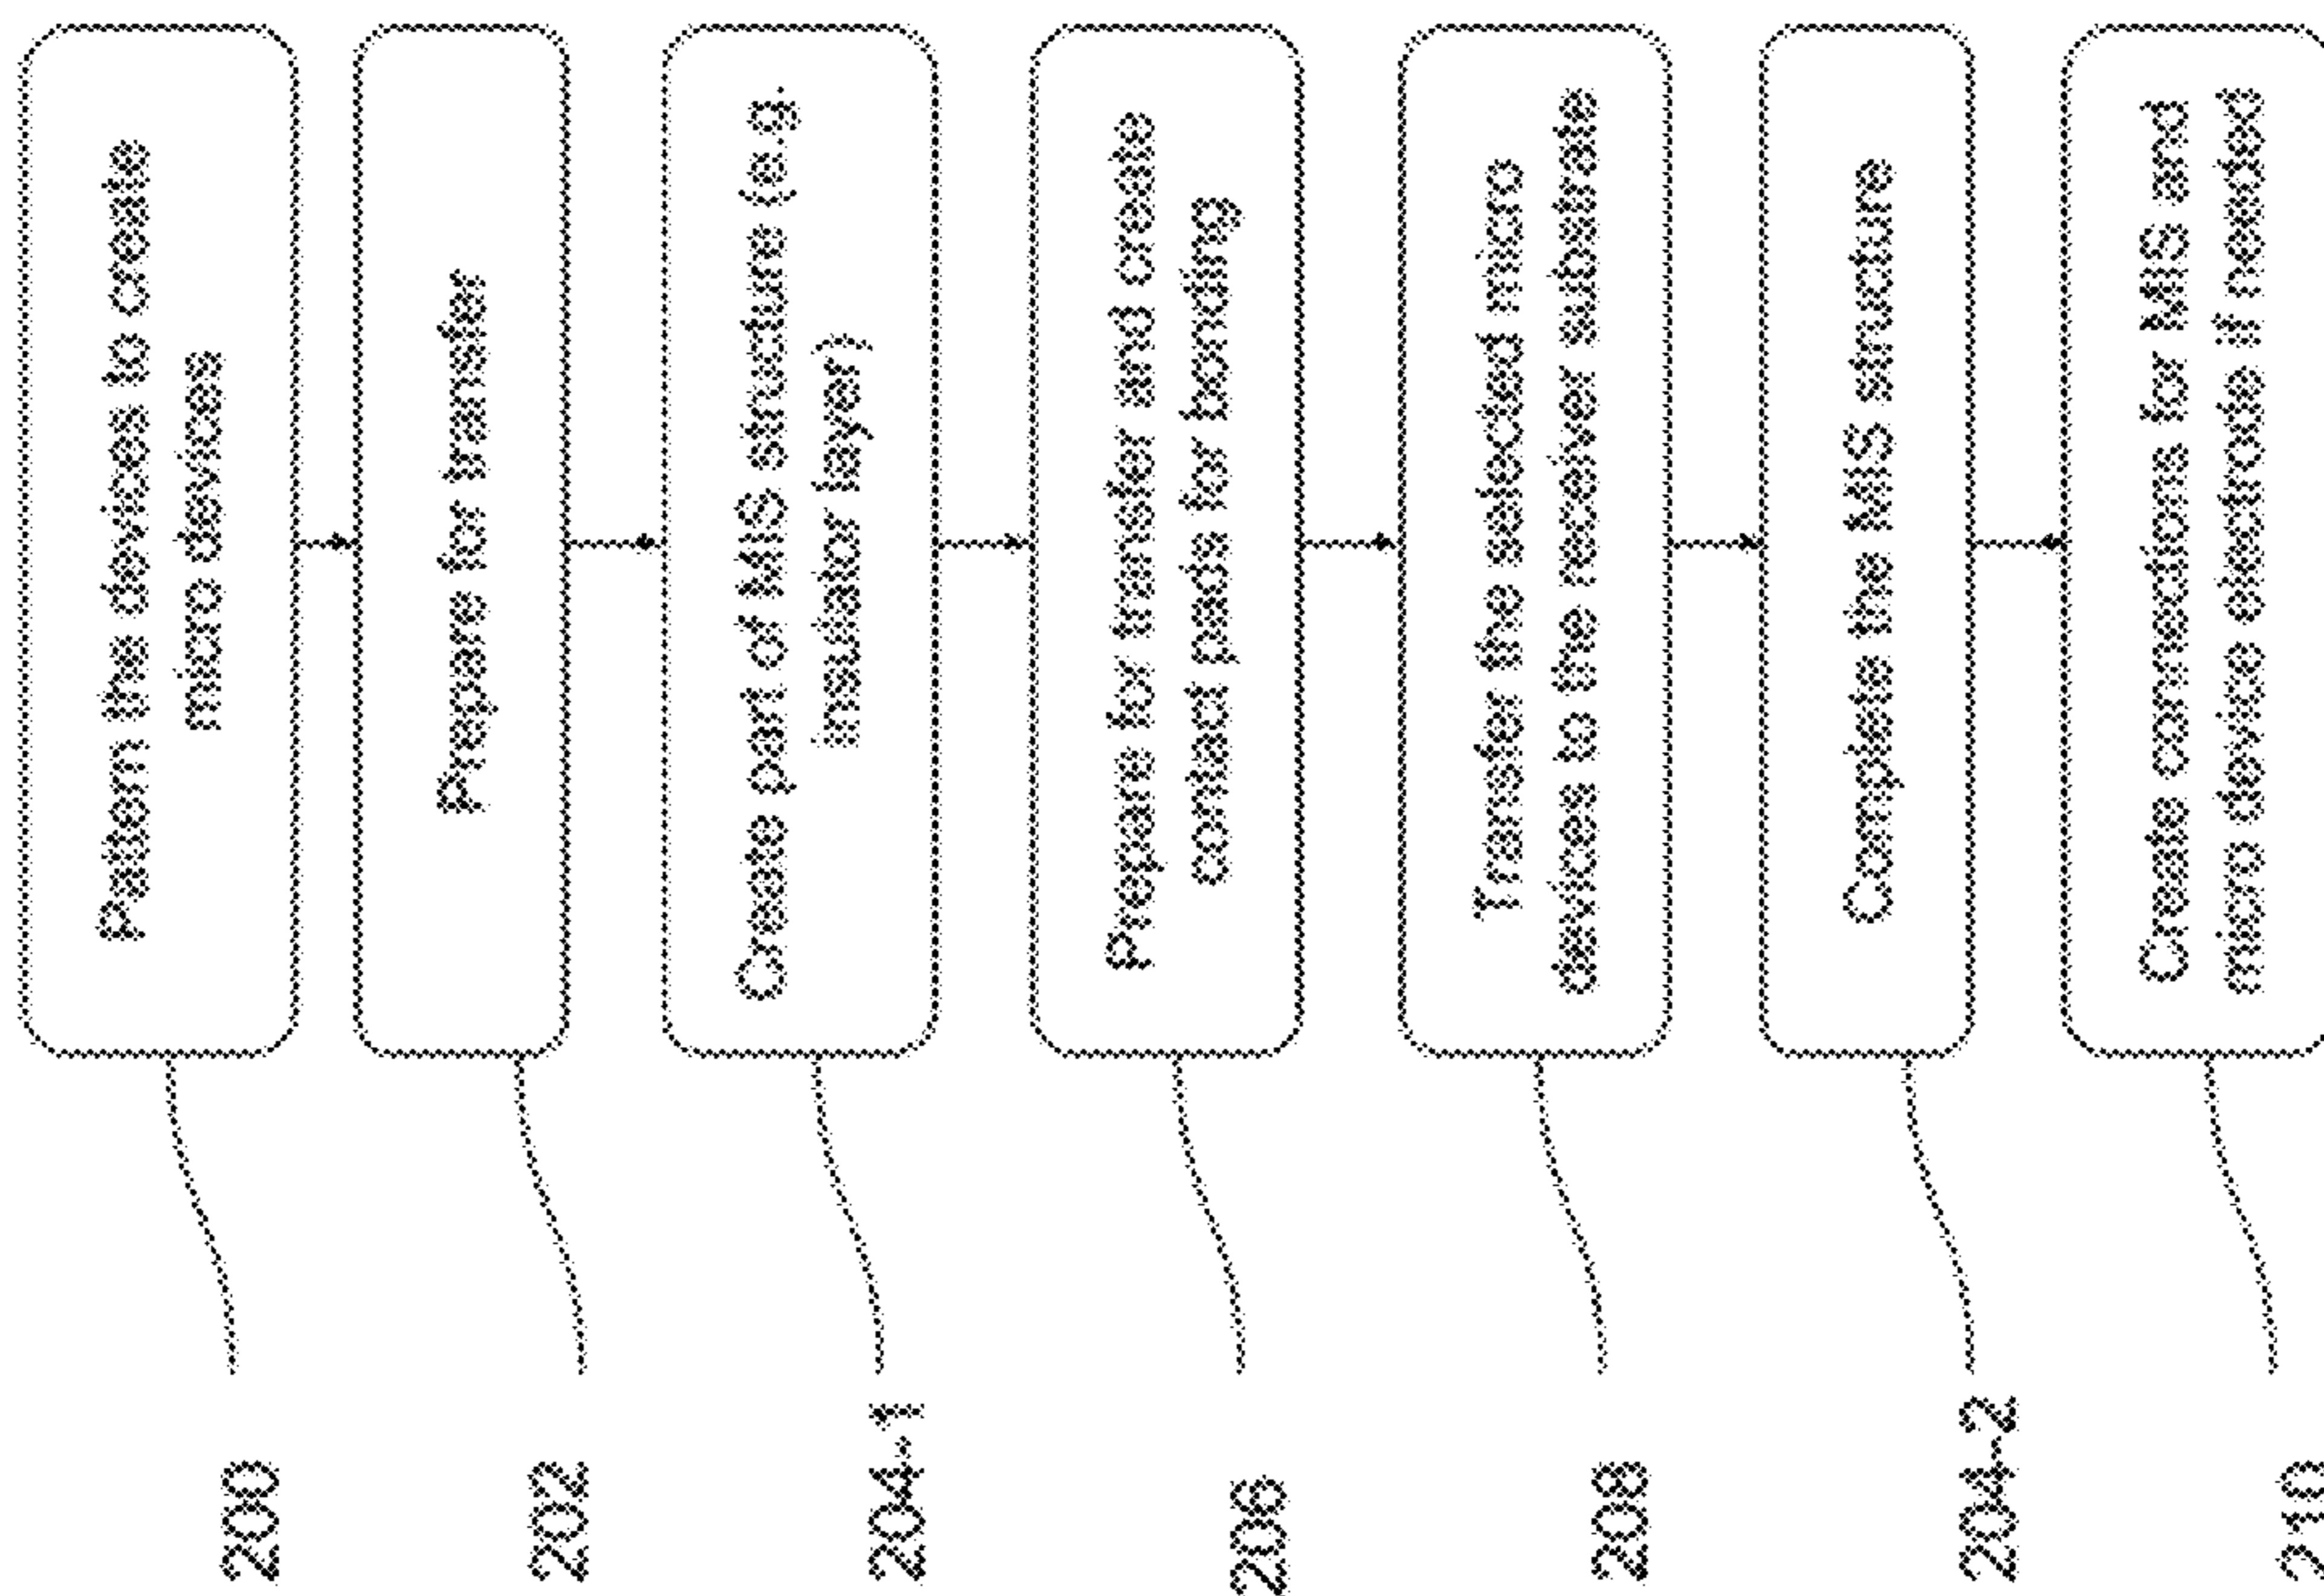 200
Pattern the devices to create
micro devices
202
Prepare for transfer
204-1
Create part of MIS structure (e.g.
insulator layer)
206
Prepare for transfer and create
contact pads for bonding
208
Transfer the selected micro
devices to the receiver substrate
204-2
Complete the MIS structure
210
Create connections for MIS and
micro device electrode if needed